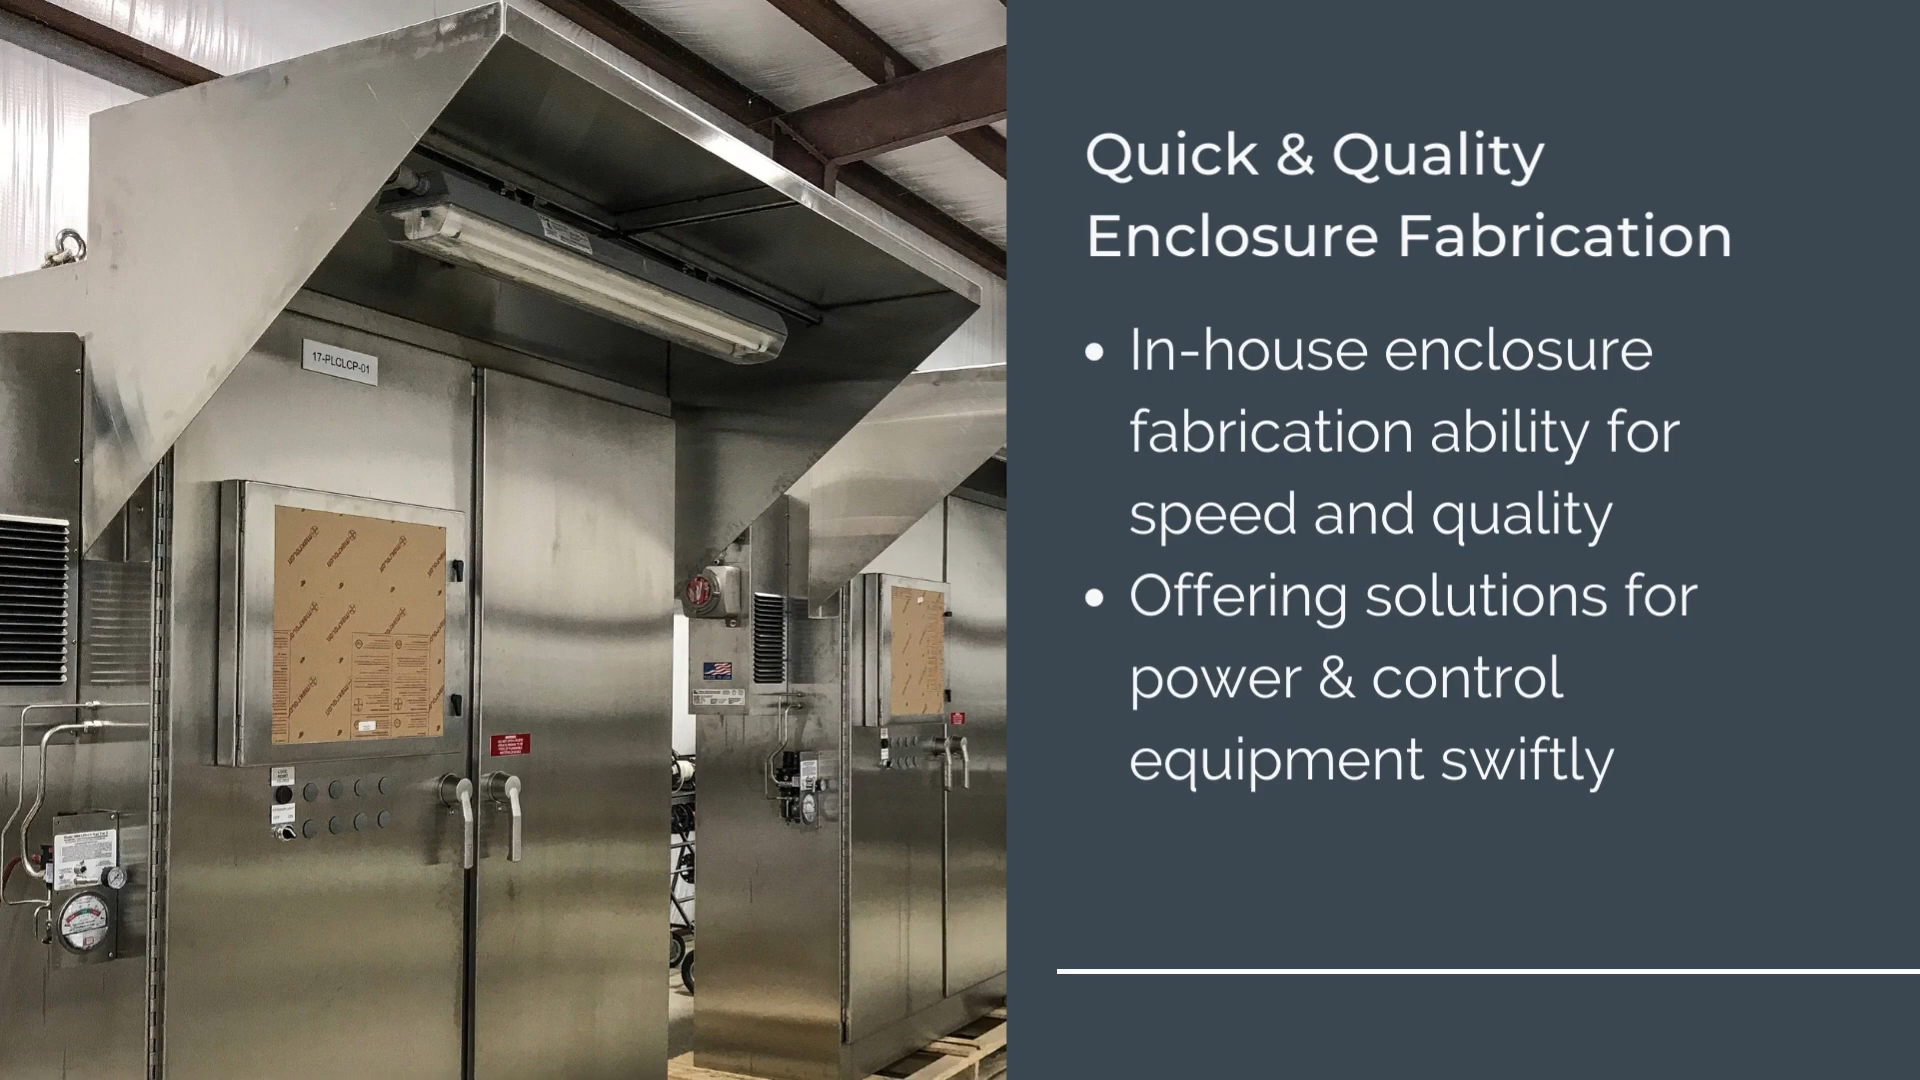 17-PLCLCP-01
Quick & Quality
Enclosure Fabrication
• In-house enclosure
fabrication ability for
speed and quality
• Offering solutions for
power & control
equipment swiftly